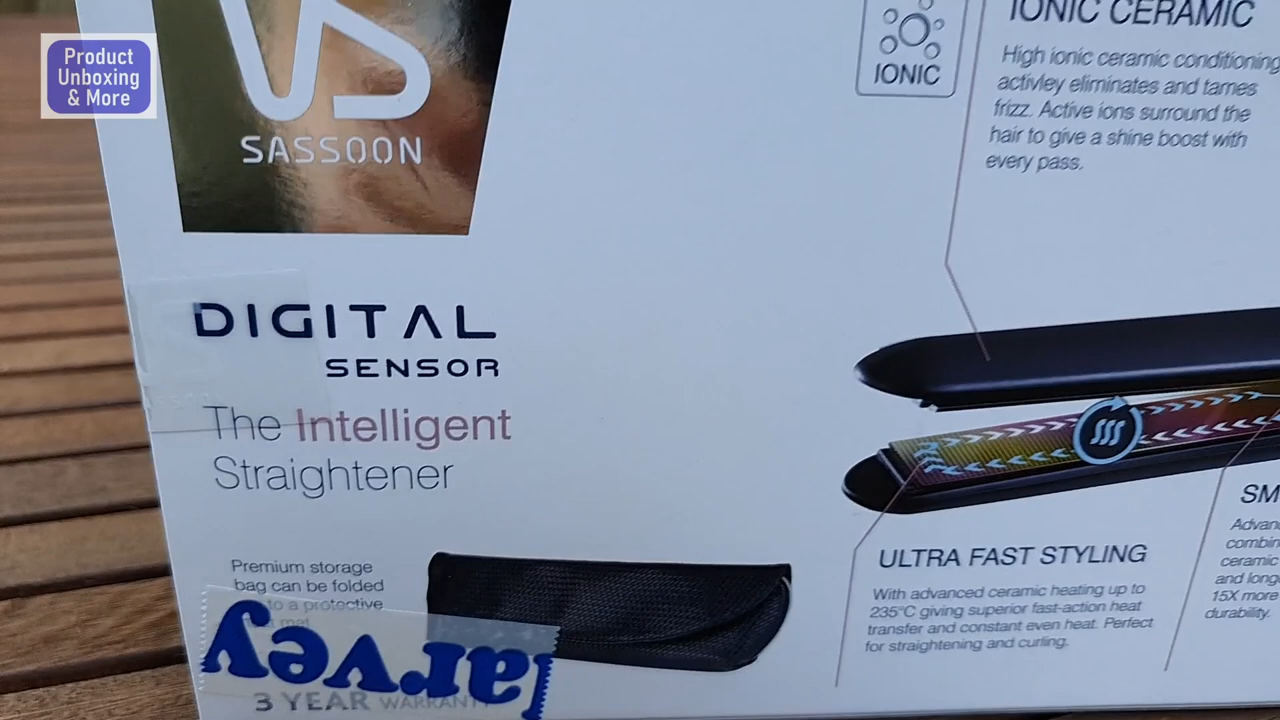 Product
Unboxing
& More
VS
SASSOON
DIGITAL
SENSOR
The Intelligent
Straightener
Premium storage
bag can be folded
to a protective
mat
3 YEAR WARRANTY
IONIC
IONIC CERAMIC
High ionic ceramic conditioning
activley eliminates and tames
frizz. Active ions surround the
hair to give a shine boost with
every pass.
ULTRA FAST STYLING
With advanced ceramic heating up to
235°C giving superior fast-action heat
transfer and constant even heat. Perfect
for straightening and curling.
SM
Advan
combin
ceramic
and long
15X more
durability.